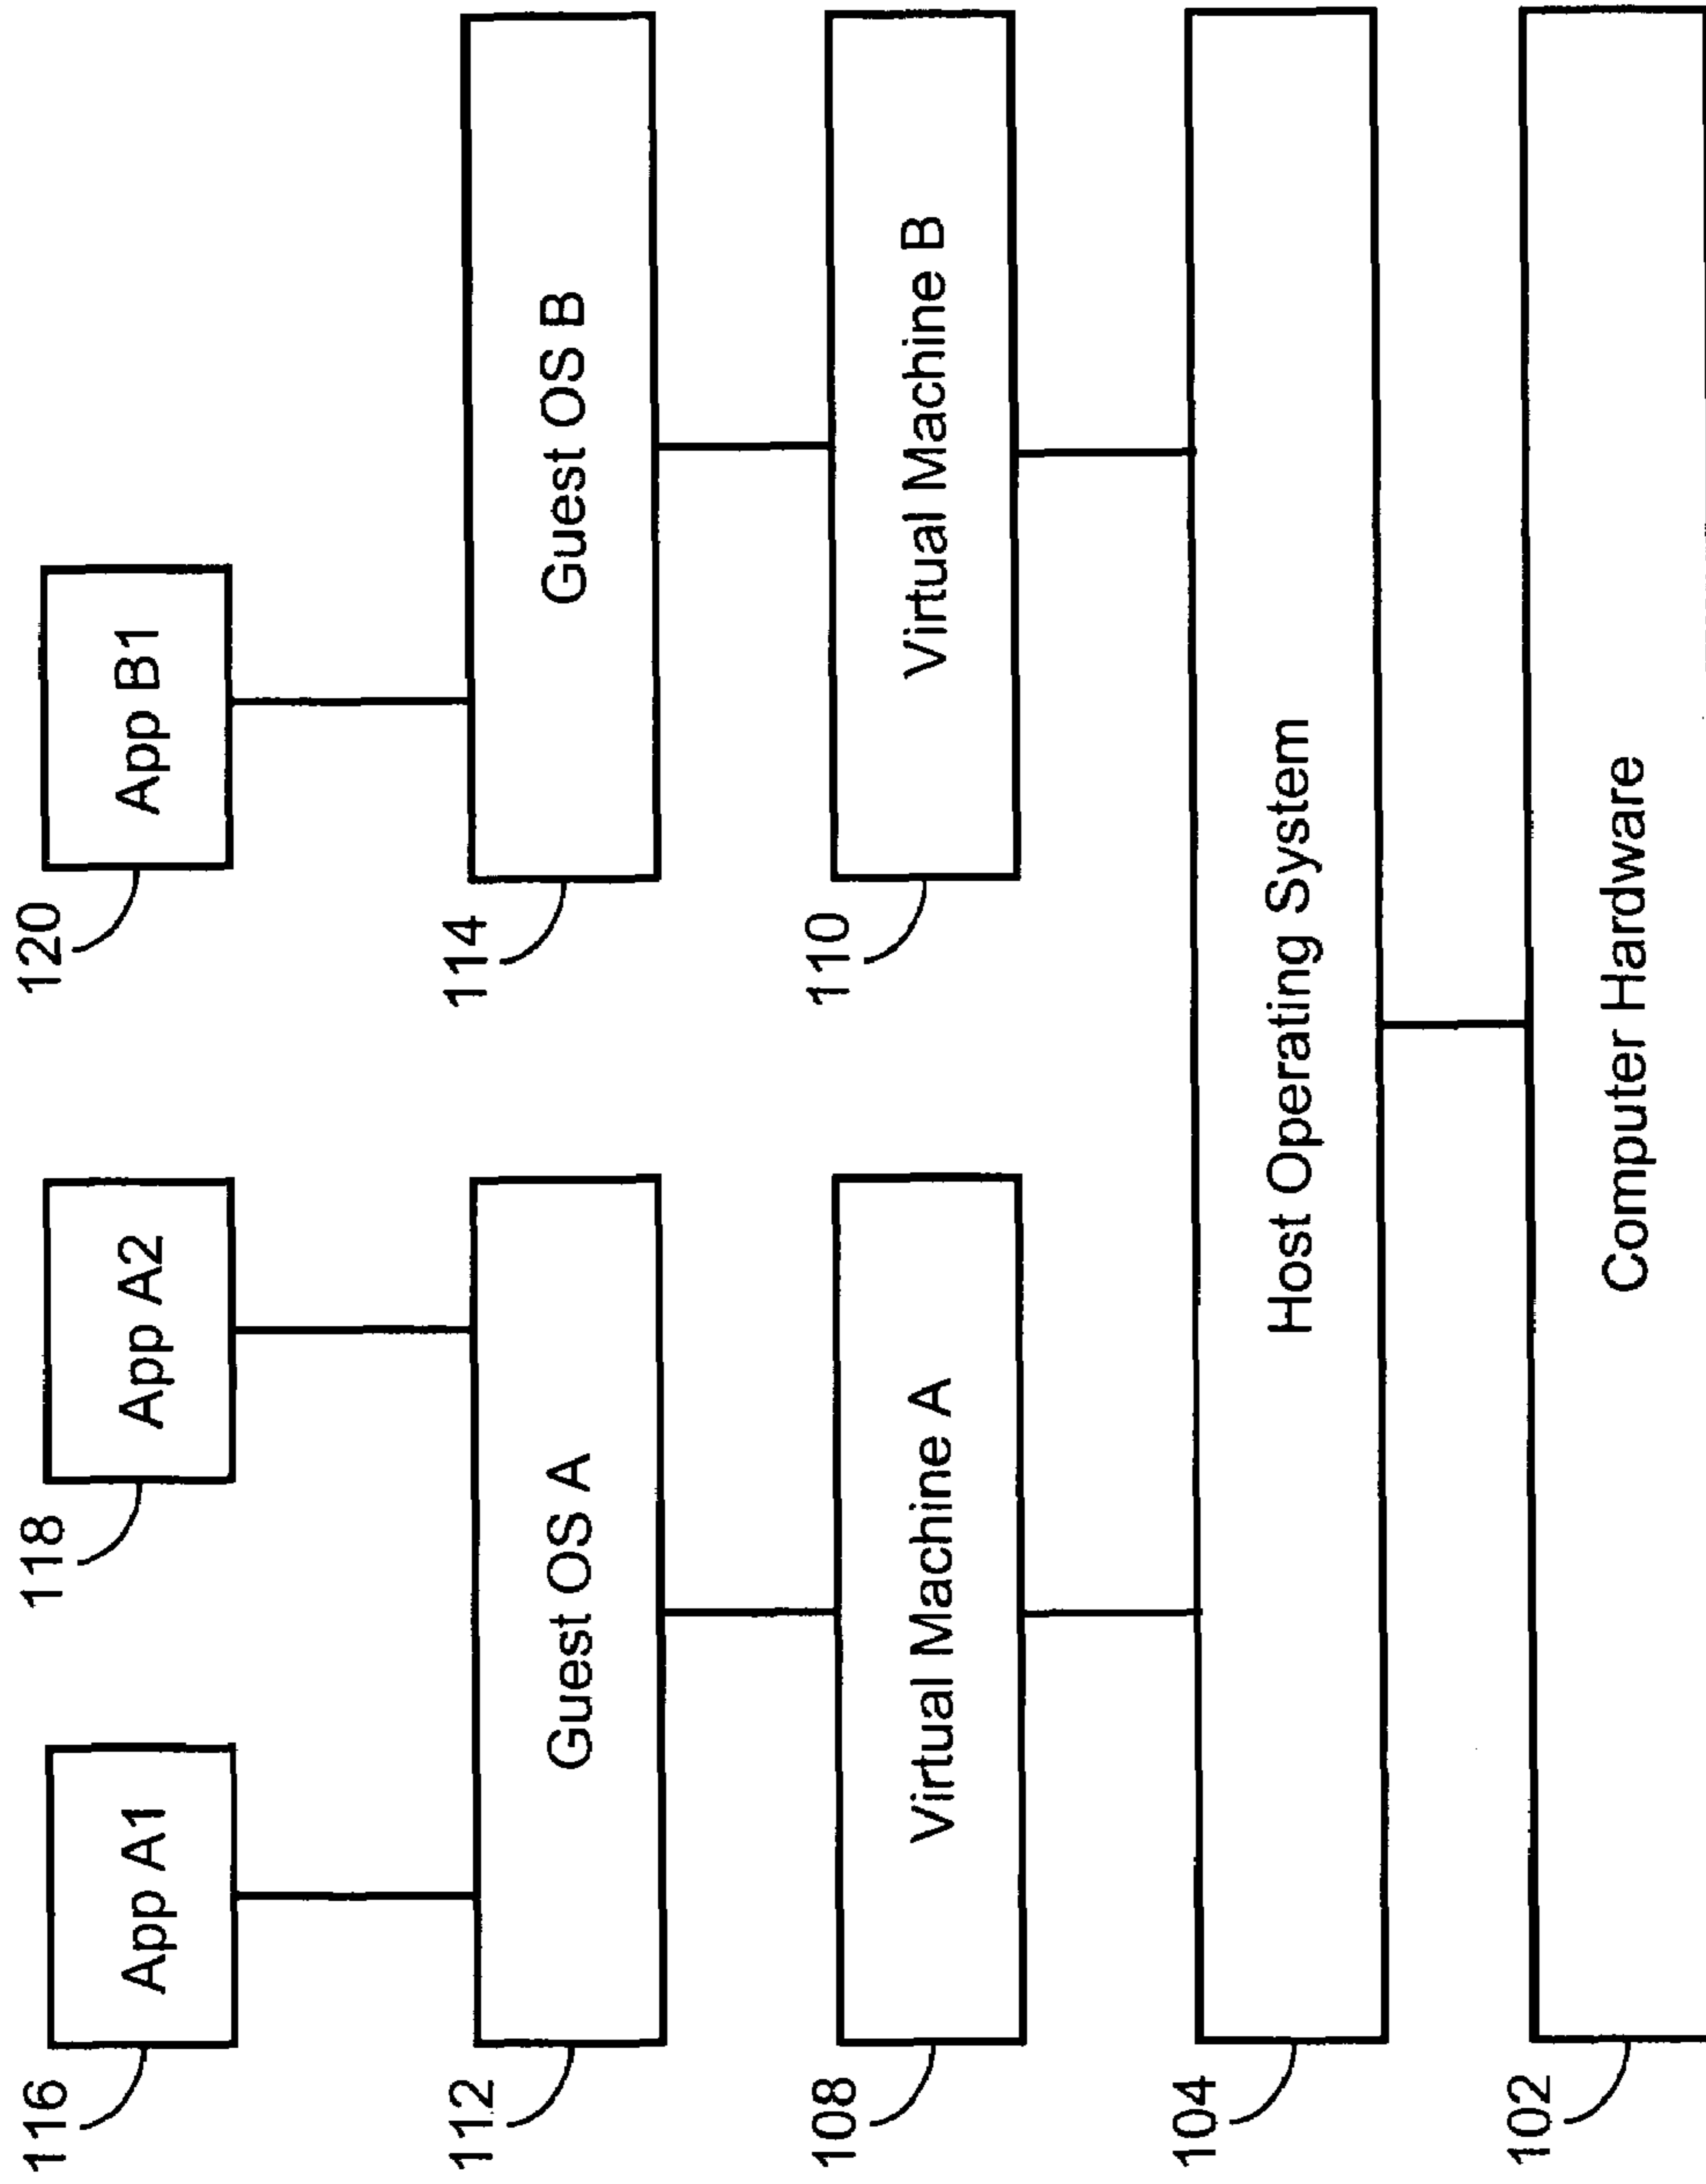 116
App A1
118
App A2
120
App B1
112
Guest OS A
114
Guest OS B
108
Virtual Machine A
110
Virtual Machine B
104
Host Operating System
102
Computer Hardware